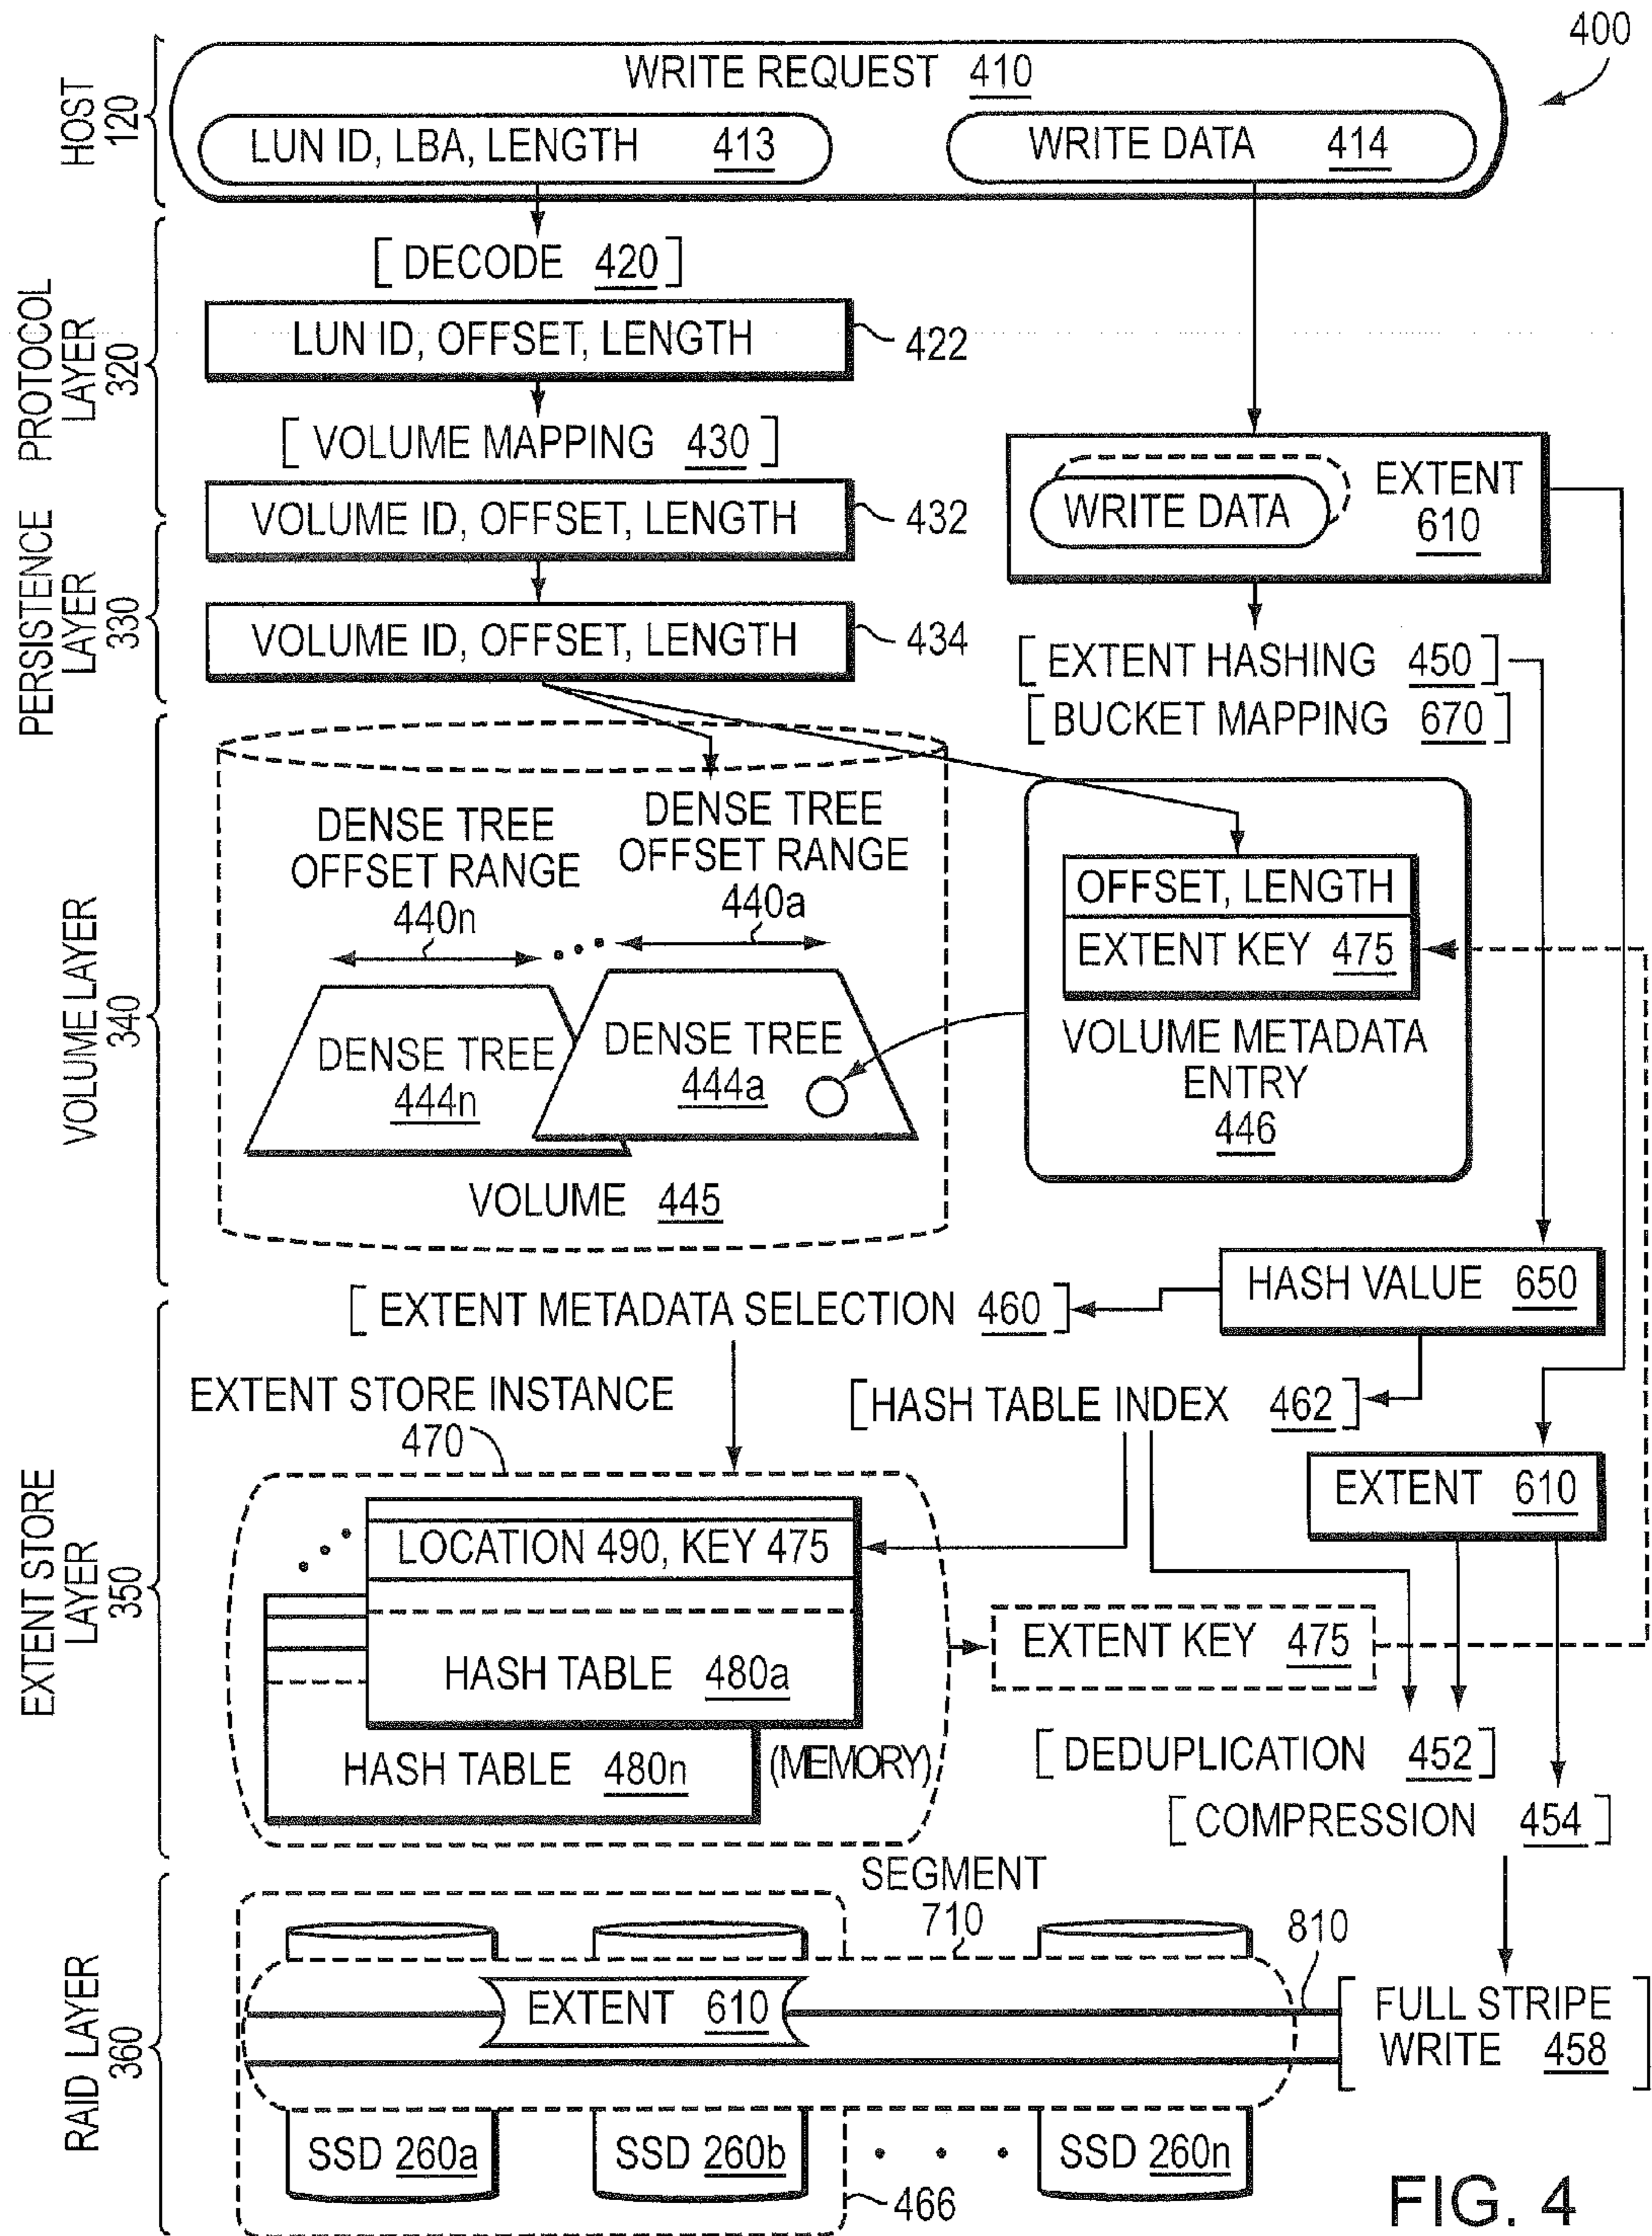 400
HOST
120
WRITE REQUEST 410
LUN ID, LBA, LENGTH 413
WRITE DATA 414
PROTOCOL
LAYER
320
[ DECODE 420 ]
LUN ID, OFFSET, LENGTH
422
[ VOLUME MAPPING 430 ]
VOLUME ID, OFFSET, LENGTH
432
WRITE DATA
EXTENT
610
PERSISTENCE
LAYER
330
VOLUME ID, OFFSET, LENGTH
434
[ EXTENT HASHING 450 ]
[ BUCKET MAPPING 670 ]
VOLUME LAYER
340
DENSE TREE
OFFSET RANGE
440n
DENSE TREE
OFFSET RANGE
440a
DENSE TREE
444n
DENSE TREE
444a
VOLUME 445
OFFSET, LENGTH
EXTENT KEY 475
VOLUME METADATA
ENTRY
446
HASH VALUE 650
EXTENT STORE
LAYER
350
[ EXTENT METADATA SELECTION 460 ]
EXTENT STORE INSTANCE
470
[ HASH TABLE INDEX 462 ]
EXTENT 610
LOCATION 490, KEY 475
HASH TABLE 480a
HASH TABLE 480n
(MEMORY)
EXTENT KEY 475
[ DEDUPLICATION 452 ]
[ COMPRESSION 454 ]
RAID LAYER
360
SEGMENT
710
810
EXTENT 610
FULL STRIPE
WRITE 458
SSD 260a
SSD 260b
. . .
SSD 260n
466
FIG. 4